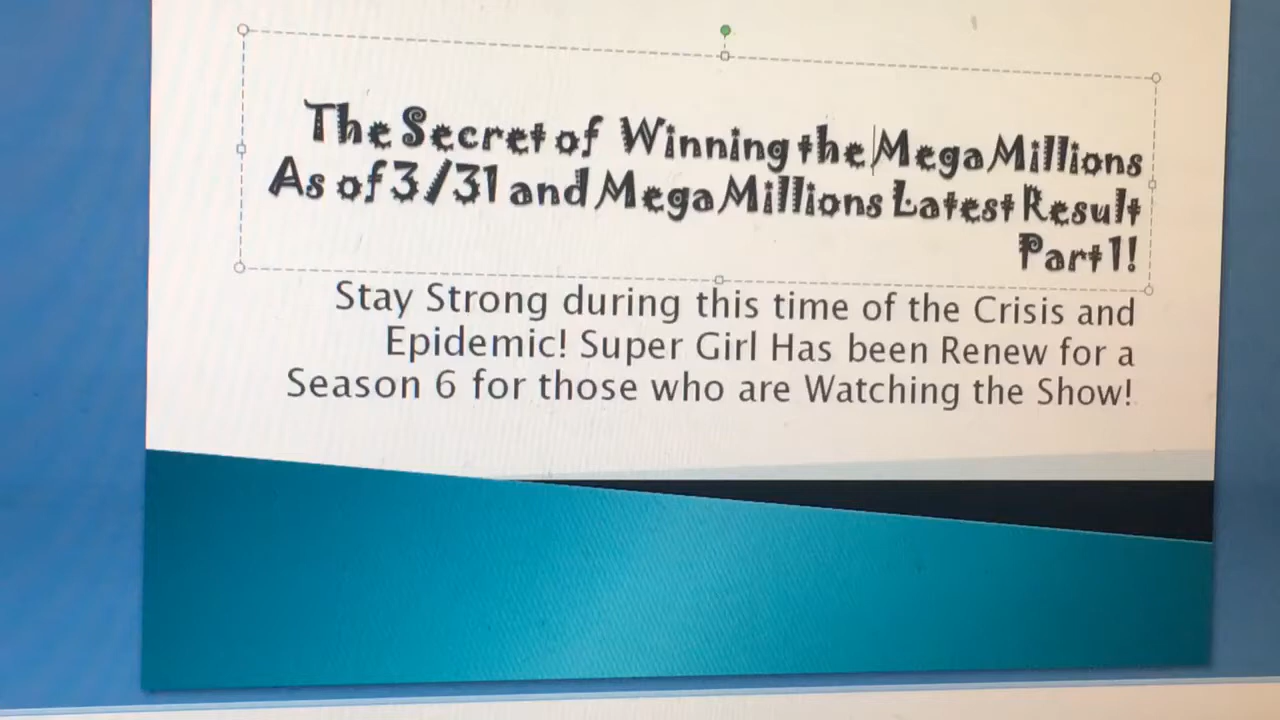 The Secret of Winning the Mega Millions
As of 3/31 and Mega Millions Latest Result
Part 1!
Stay Strong during this time of the Crisis and
Epidemic! Super Girl Has been Renew for a
Season 6 for those who are Watching the Show!